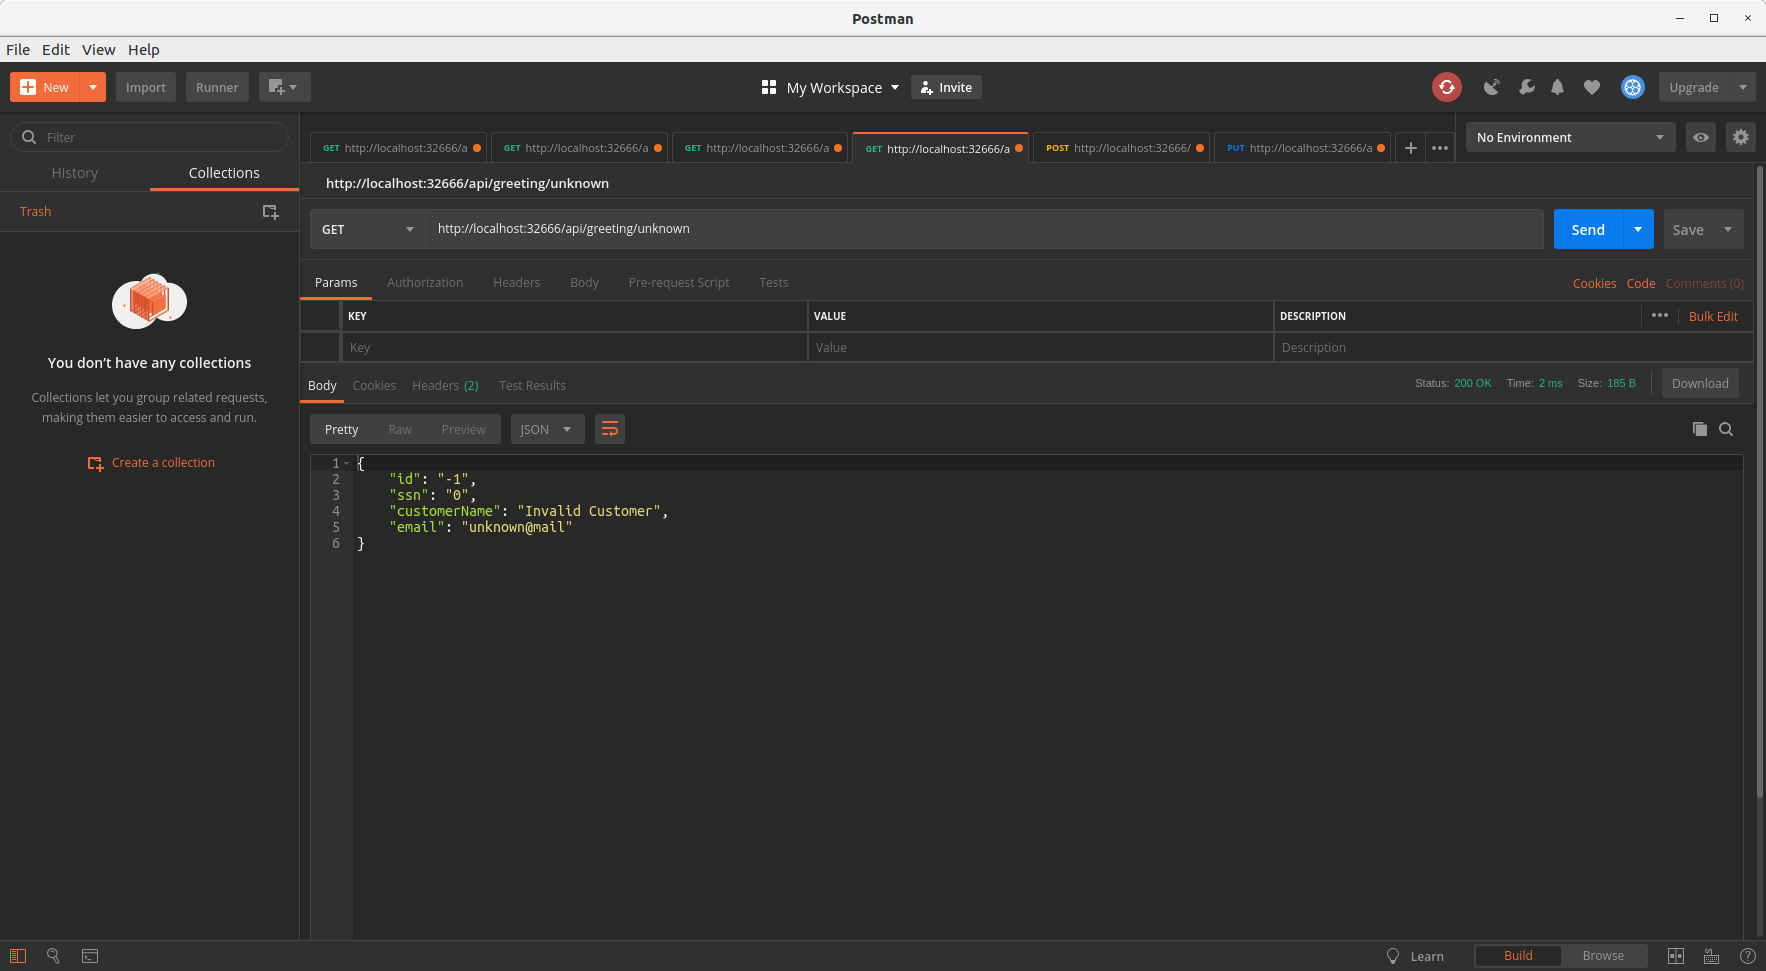 Postman
File Edit View Help
New Import Runner My Workspace Invite Upgrade
Filter
History Collections
Trash
You don’t have any collections
Collections let you group related requests,
making them easier to access and run.
Create a collection
GET http://localhost:32666/a GET http://localhost:32666/a GET http://localhost:32666/a GET http://localhost:32666/a POST http://localhost:32666/ PUT http://localhost:32666/a
No Environment
http://localhost:32666/api/greeting/unknown
GET http://localhost:32666/api/greeting/unknown Send Save
Params Authorization Headers Body Pre-request Script Tests Cookies Code Comments (0)
KEY VALUE DESCRIPTION Bulk Edit
Key Value Description
Body Cookies Headers (2) Test Results Status: 200 OK Time: 2 ms Size: 185 B Download
Pretty Raw Preview JSON
1 {
2 "id": "-1",
3 "ssn": "0",
4 "customerName": "Invalid Customer",
5 "email": "unknown@mail"
6 }
Learn Build Browse